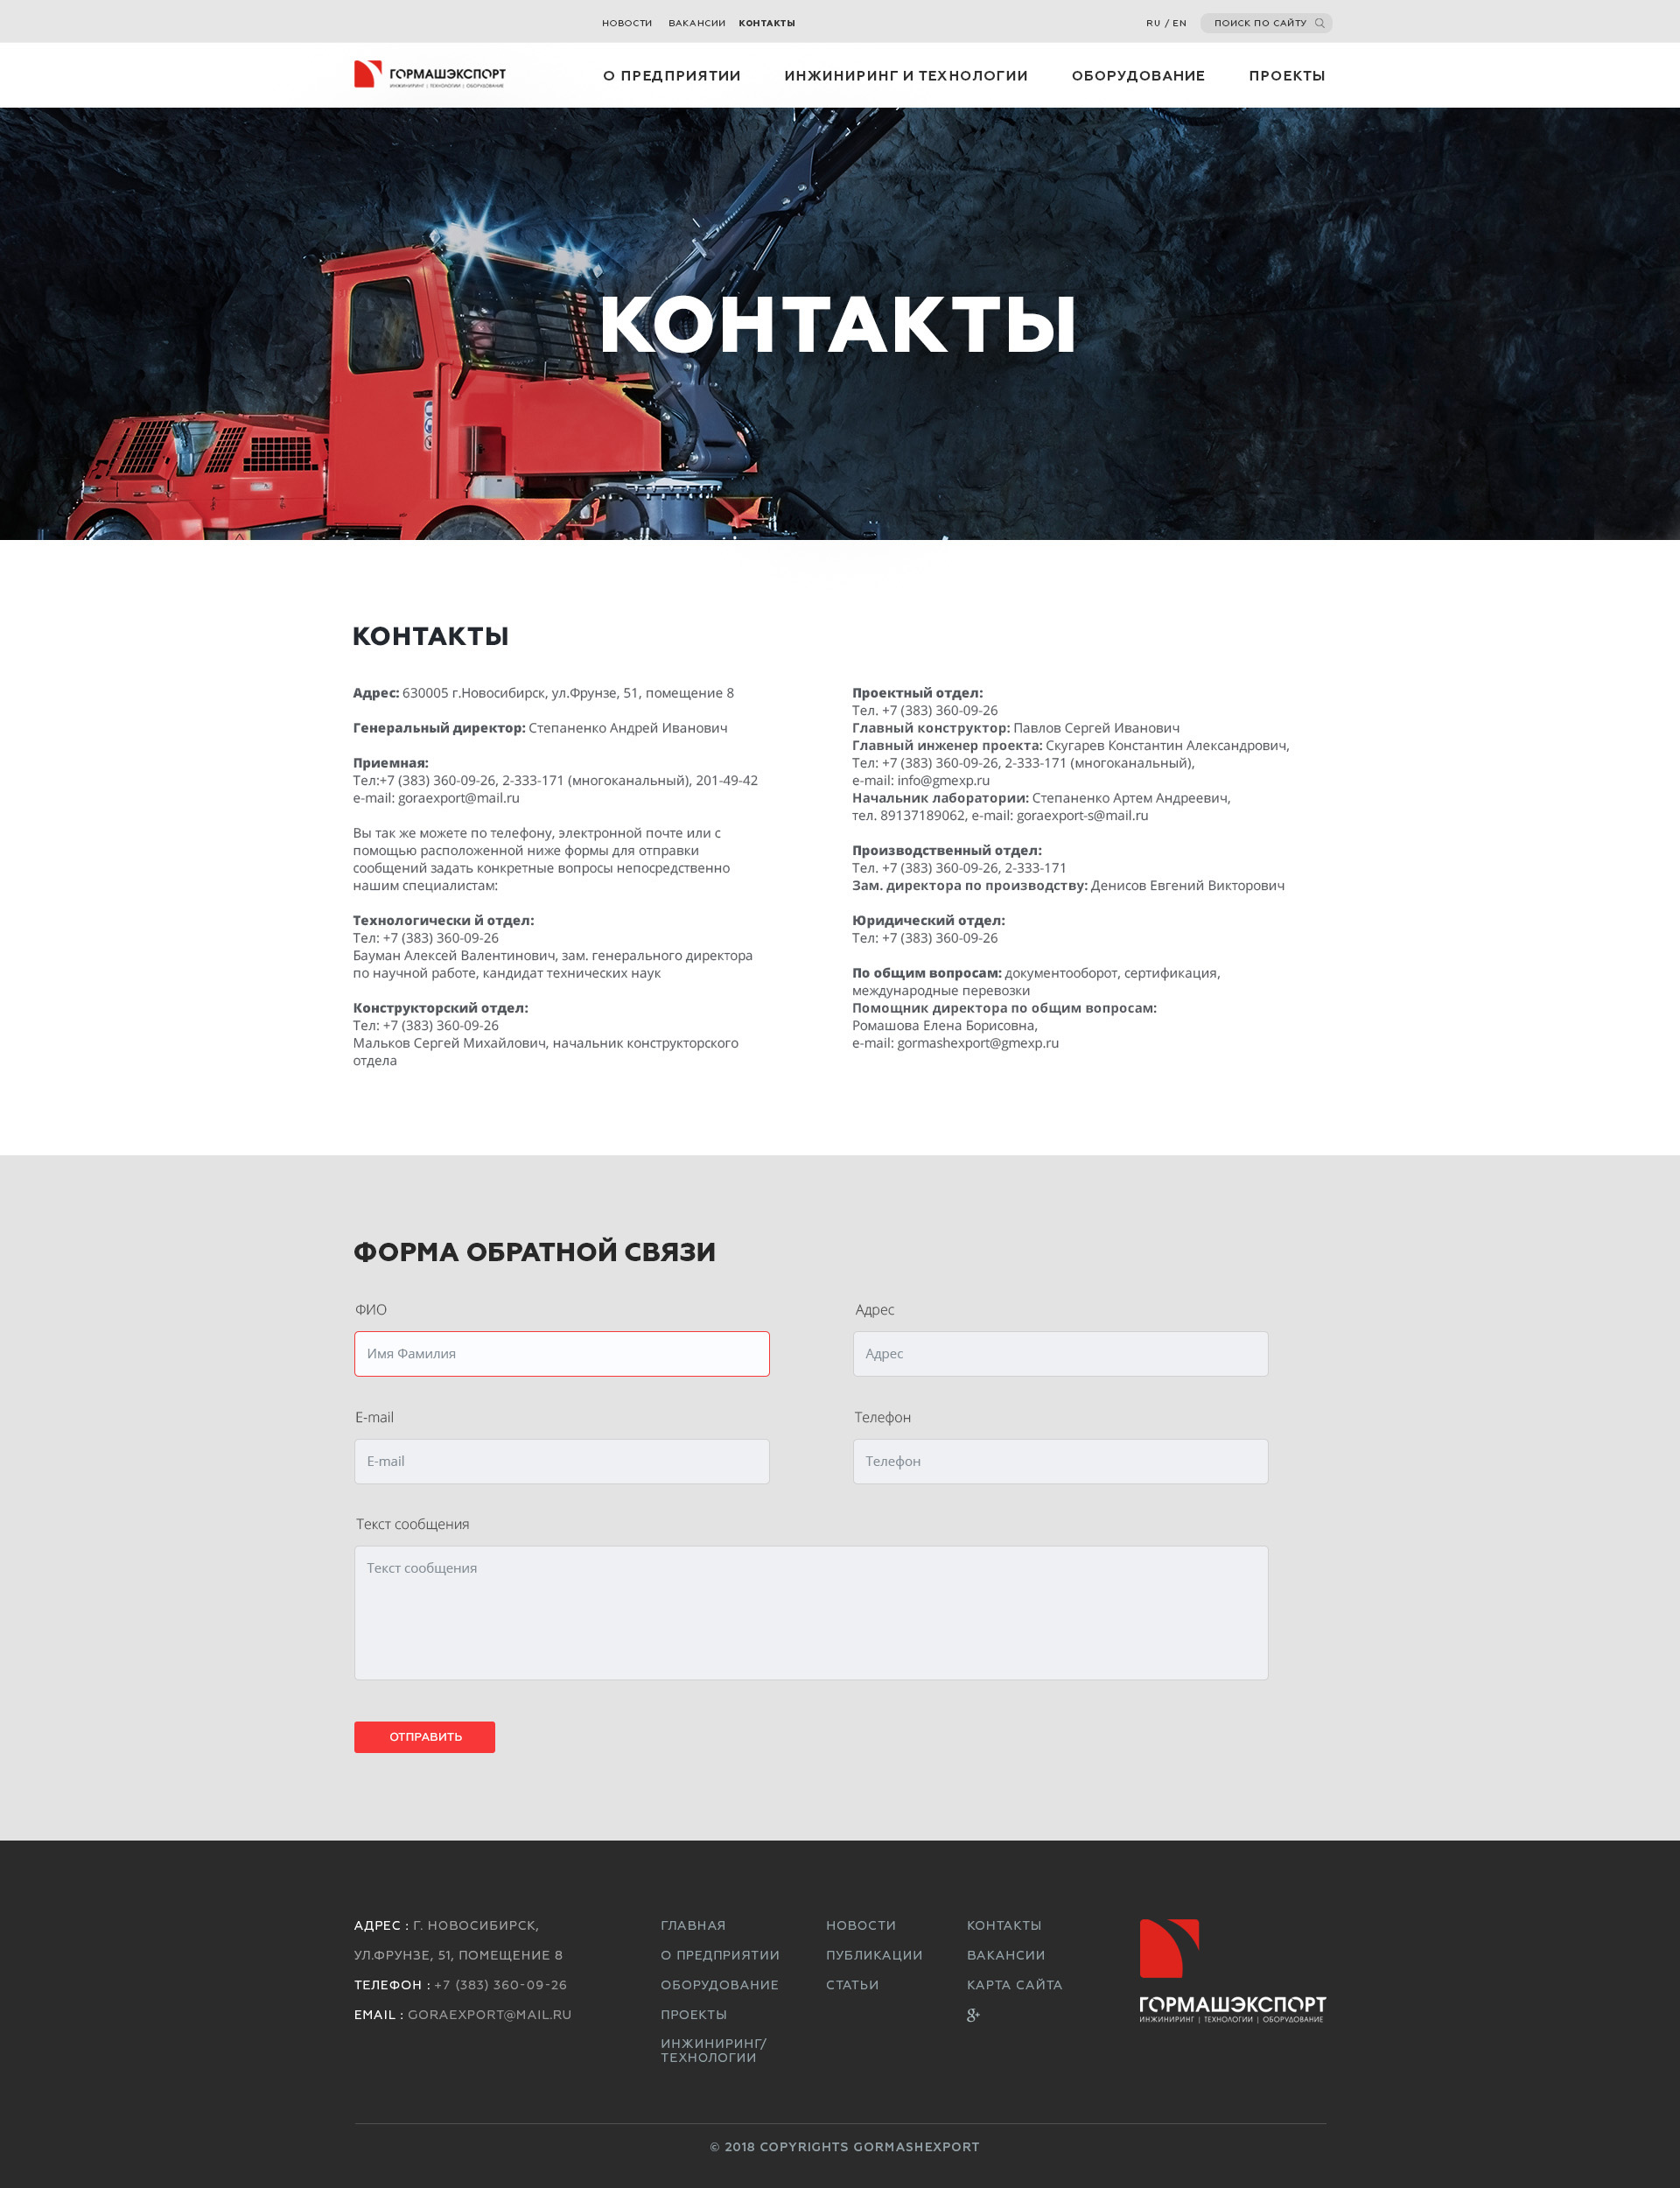 НОВОСТИ ВАКАНСИИ КОНТАКТЫ RU / EN ПОИСК ПО САЙТУ
ГОРМАШЭКСПОРТ
ИНЖИНИРИНГ | ТЕХНОЛОГИИ | ОБОРУДОВАНИЕ
О ПРЕДПРИЯТИИ ИНЖИНИРИНГ И ТЕХНОЛОГИИ ОБОРУДОВАНИЕ ПРОЕКТЫ
КОНТАКТЫ
КОНТАКТЫ
Адрес: 630005 г.Новосибирск, ул.Фрунзе, 51, помещение 8
Генеральный директор: Степаненко Андрей Иванович
Приемная:
Тел:+7 (383) 360-09-26, 2-333-171 (многоканальный), 201-49-42
e-mail: goraexport@mail.ru
Вы так же можете по телефону, электронной почте или с
помощью расположенной ниже формы для отправки
сообщений задать конкретные вопросы непосредственно
нашим специалистам:
Технологически й отдел:
Тел: +7 (383) 360-09-26
Бауман Алексей Валентинович, зам. генерального директора
по научной работе, кандидат технических наук
Конструкторский отдел:
Тел: +7 (383) 360-09-26
Мальков Сергей Михайлович, начальник конструкторского
отдела
Проектный отдел:
Тел. +7 (383) 360-09-26
Главный конструктор: Павлов Сергей Иванович
Главный инженер проекта: Скугарев Константин Александрович,
Тел: +7 (383) 360-09-26, 2-333-171 (многоканальный),
e-mail: info@gmexp.ru
Начальник лаборатории: Степаненко Артем Андреевич,
тел. 89137189062, e-mail: goraexport-s@mail.ru
Производственный отдел:
Тел. +7 (383) 360-09-26, 2-333-171
Зам. директора по производству: Денисов Евгений Викторович
Юридический отдел:
Тел: +7 (383) 360-09-26
По общим вопросам: документооборот, сертификация,
международные перевозки
Помощник директора по общим вопросам:
Ромашова Елена Борисовна,
e-mail: gormashexport@gmexp.ru
ФОРМА ОБРАТНОЙ СВЯЗИ
ФИО
Имя Фамилия
Адрес
Адрес
E-mail
E-mail
Телефон
Телефон
Текст сообщения
Текст сообщения
ОТПРАВИТЬ
АДРЕС : Г. НОВОСИБИРСК,
УЛ.ФРУНЗЕ, 51, ПОМЕЩЕНИЕ 8
ТЕЛЕФОН : +7 (383) 360-09-26
EMAIL : GORAEXPORT@MAIL.RU
ГЛАВНАЯ
О ПРЕДПРИЯТИИ
ОБОРУДОВАНИЕ
ПРОЕКТЫ
ИНЖИНИРИНГ/
ТЕХНОЛОГИИ
НОВОСТИ
ПУБЛИКАЦИИ
СТАТЬИ
КОНТАКТЫ
ВАКАНСИИ
КАРТА САЙТА
g+
ГОРМАШЭКСПОРТ
ИНЖИНИРИНГ | ТЕХНОЛОГИИ | ОБОРУДОВАНИЕ
© 2018 COPYRIGHTS GORMASHEXPORT